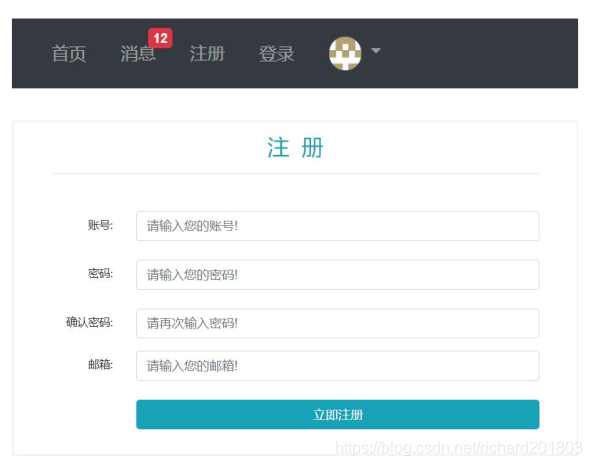 首页 消息 12 注册 登录
注 册
账号: 请输入您的账号!
密码: 请输入您的密码!
确认密码: 请再次输入密码!
邮箱: 请输入您的邮箱!
立即注册
https://blog.csdn.net/richard201803